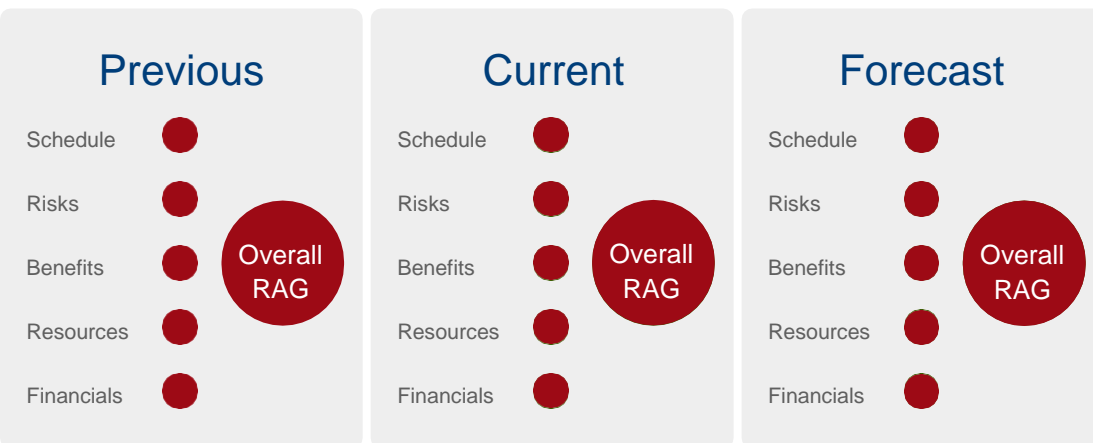 Previous
Schedule
Risks
Benefits
Resources
Financials
Overall
RAG
Current
Schedule
Risks
Benefits
Resources
Financials
Overall
RAG
Forecast
Schedule
Risks
Benefits
Resources
Financials
Overall
RAG